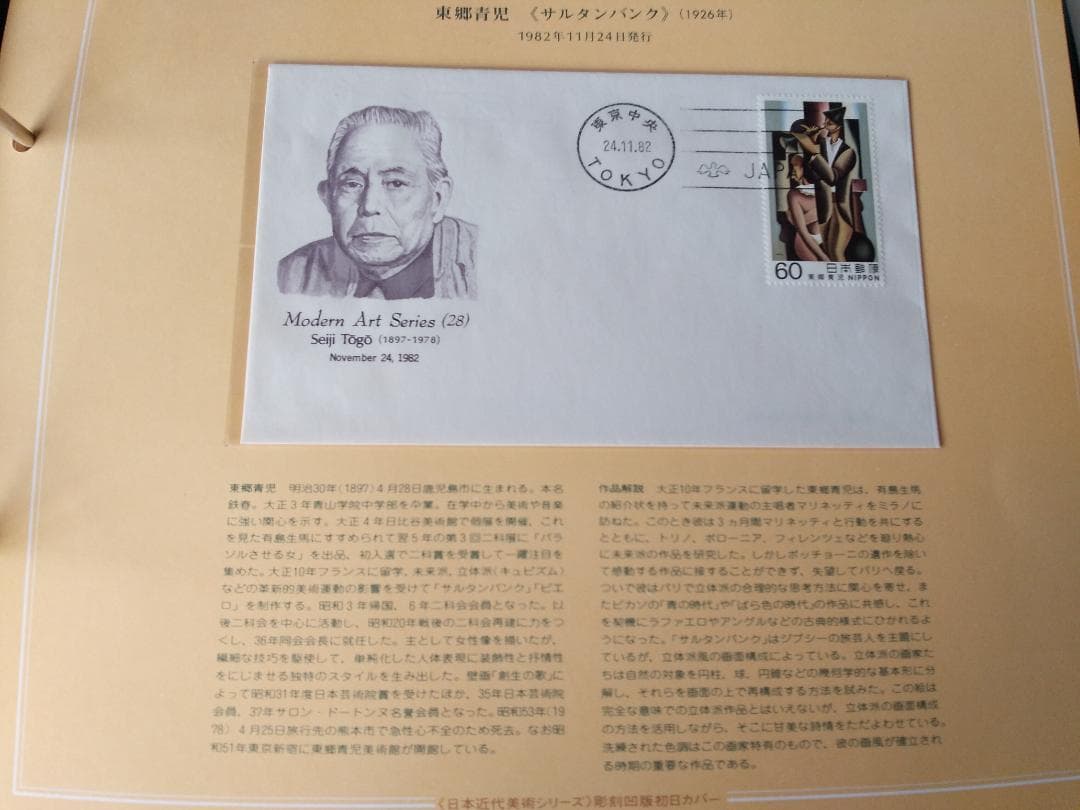 東郷青児 《サルタンバンク》(1926年)
1982年11月24日発行
東京中央
24.11.82
TOKYO
JAPA
60 日本郵便
東郷青児 NIPPON
Modern Art Series (28)
Seiji Tōgō (1897-1978)
November 24, 1982
東郷青児 明治30年(1897)4月28日鹿児島市に生まれる。本名
鉄春。大正3年青山学院中学部を卒業。在学中から美術や音楽
に強い関心を示す。大正4年日比谷美術館で個展を開催、これ
を見た有島生馬にすすめられて翌5年の第3回二科展に「パラ
ソルさせる女」を出品、初入選で二科賞を受賞して一躍注目を
集めた。大正10年フランスに留学、未来派、立体派(キュビズム)
などの革新的美術運動の影響を受けて「サルタンバンク」「ピエ
ロ」を制作する。昭和3年帰国、6年二科会会員となった。以
後二科会を中心に活動し、昭和20年戦後の二科会再建に力をつ
くし、36年同会会長に就任した。主として女性像を描いたが、
繊細な技巧を駆使して、単純化した人体表現に装飾性と抒情性
をにじませる独特のスタイルを生み出した。壁画「創生の歌」に
よって昭和31年度日本芸術院賞を受けたほか、35年日本芸術院
会員、37年サロン・ドートンヌ名誉会員となった。昭和53年(19
78)4月25日旅行先の熊本市で急性心不全のため死去。なお昭
和51年東京新宿に東郷青児美術館が開館している。
作品解説 大正10年フランスに留学した東郷青児は、有島生馬
の紹介状を持って未来派運動の主唱者マリネッティをミラノに
訪ねた。このとき彼は3ヵ月間マリネッティと行動を共にする
とともに、トリノ、ボローニア、フィレンツェなどを廻り熱心
に未来派の作品を研究した。しかしボッチョーニの遺作を除い
て感動する作品に接することができず、失望してパリへ戻る。
ついで彼はパリで立体派の合理的な思考方法に関心を寄せ、ま
たピカソの「青の時代」や「ばら色の時代」の作品に共感し、これ
を契機にラファエロやアングルなどの古典的様式にひかれるよ
うになった。「サルタンバンク」はジプシーの旅芸人を主題にし
ているが、立体派風の画面構成によっている。立体派の画家た
ちは自然の対象を円柱、球、円錐などの幾何学的な基本形に分
解し、それらを画面の上で再構成する方法を試みた。この絵は
完全な意味での立体派作品とはいえないが、立体派の画面構成
の方法を活用しながら、そこに甘美な詩情をただよわせている。
洗練された色調はこの画家特有のもので、彼の画風が確立され
る時期の重要な作品である。
《日本近代美術シリーズ》彫刻凹版初日カバー